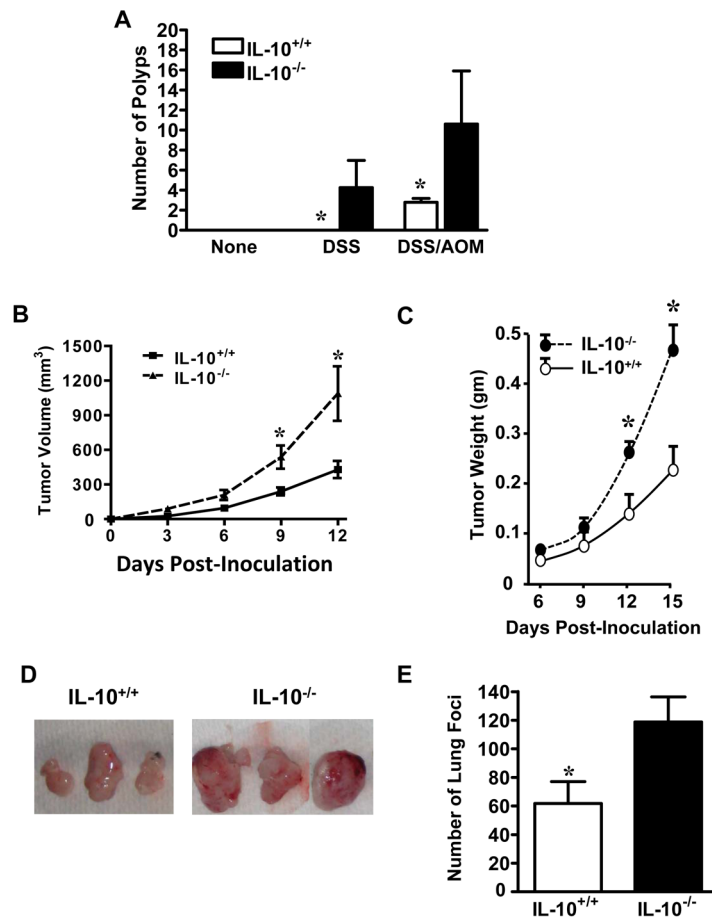 A
Number of Polyps
20
18
16
14
12
10
8
6
4
2
0
IL-10+/+
IL-10-/-
*
*
None DSS DSS/AOM
B
Tumor Volume (mm3)
1500
1200
900
600
300
0
IL-10+/+
IL-10-/-
*
*
0 3 6 9 12
Days Post-Inoculation
C
Tumor Weight (gm)
0.5
0.4
0.3
0.2
0.1
0
IL-10-/-
IL-10+/+
*
*
6 9 12 15
Days Post-Inoculation
D
IL-10+/+ IL-10-/-
E
Number of Lung Foci
140
120
100
80
60
40
20
0
*
IL-10+/+ IL-10-/-